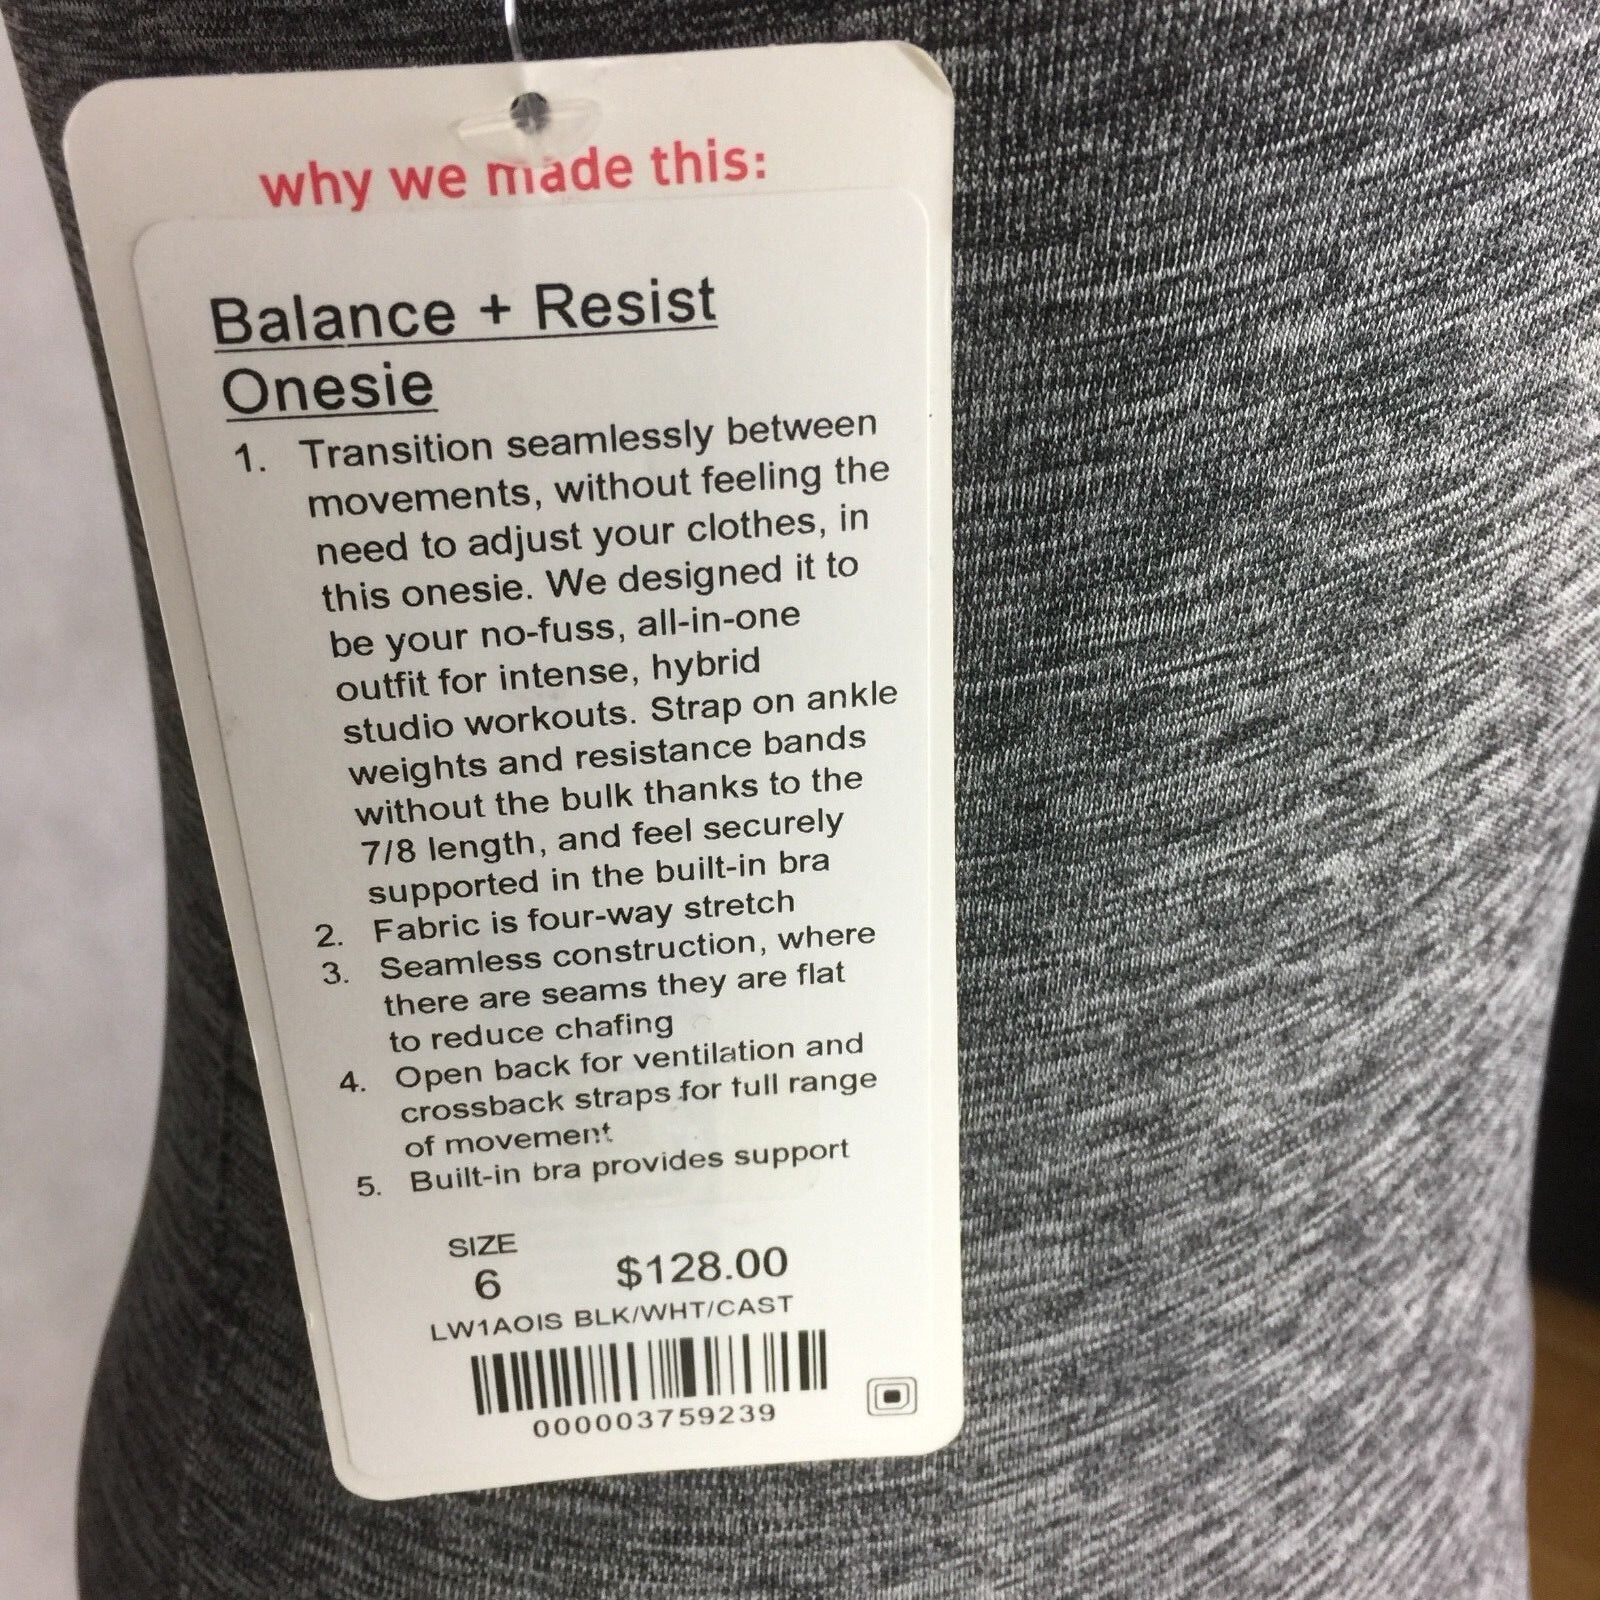 why we made this:
Balance + Resist
Onesie
1. Transition seamlessly between
movements, without feeling the
need to adjust your clothes, in
this onesie. We designed it to
be your no-fuss, all-in-one
outfit for intense, hybrid
studio workouts. Strap on ankle
weights and resistance bands
without the bulk thanks to the
7/8 length, and feel securely
supported in the built-in bra
2. Fabric is four-way stretch
3. Seamless construction, where
there are seams they are flat
to reduce chafing
4. Open back for ventilation and
crossback straps for full range
of movement
5. Built-in bra provides support
SIZE
6 $128.00
LW1AOIS BLK/WHT/CAST
000003759239